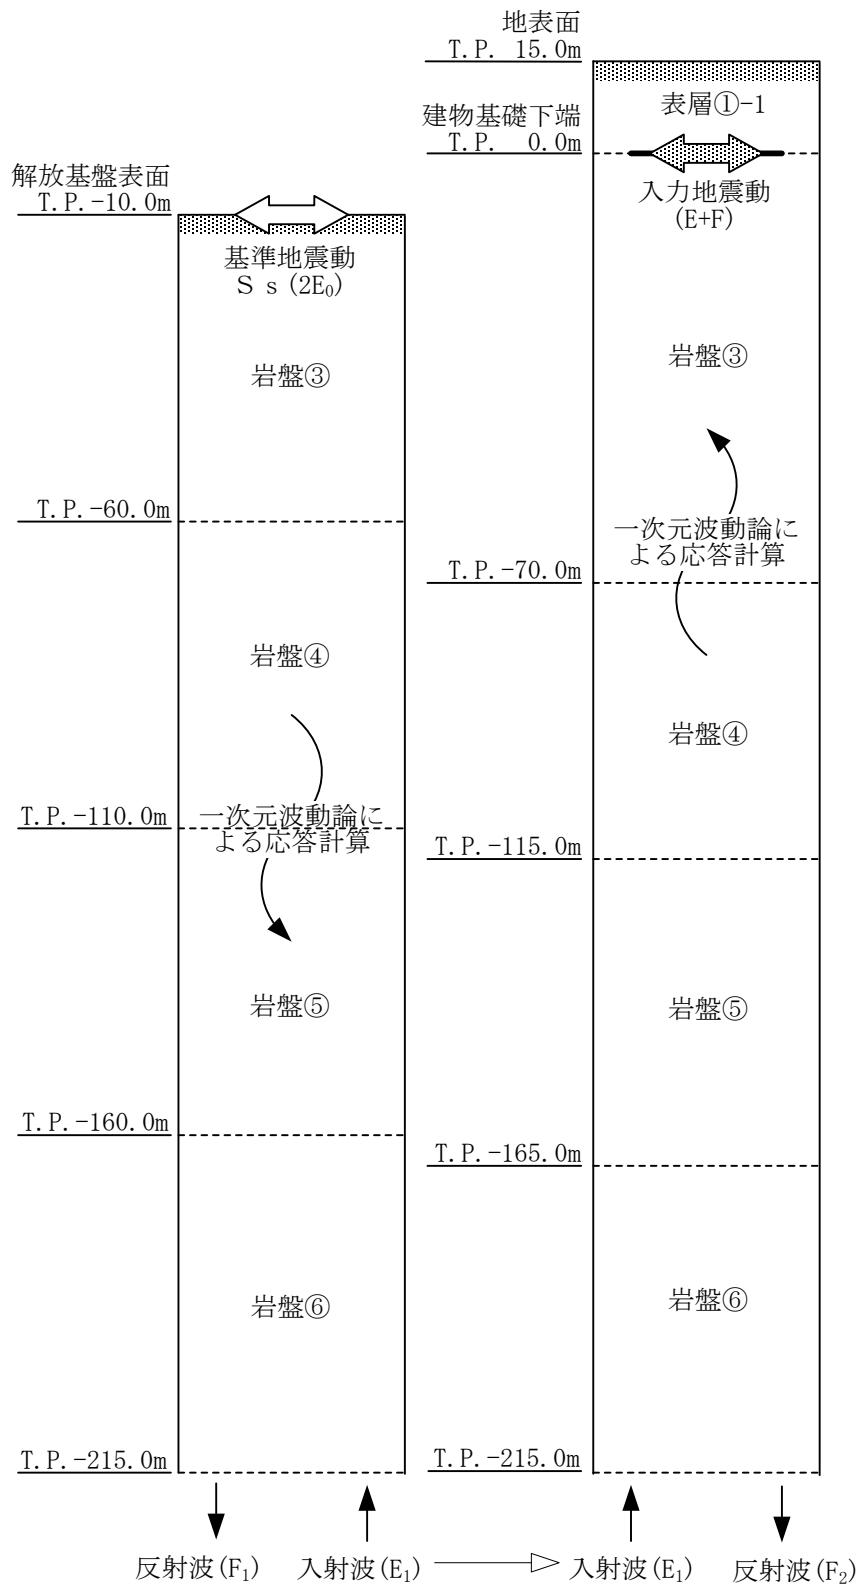 解放基盤表面
T.P.-10.0m
基準地震動
Ｓｓ(2E₀)
岩盤③
T.P.-60.0m
岩盤④
一次元波動論に
よる応答計算
T.P.-110.0m
岩盤⑤
T.P.-160.0m
岩盤⑥
T.P.-215.0m
反射波(F₁)
入射波(E₁)
地表面
T.P. 15.0m
表層①-1
建物基礎下端
T.P. 0.0m
入力地震動
(E+F)
岩盤③
一次元波動論に
よる応答計算
T.P.-70.0m
岩盤④
T.P.-115.0m
岩盤⑤
T.P.-165.0m
岩盤⑥
T.P.-215.0m
入射波(E₁)
反射波(F₂)